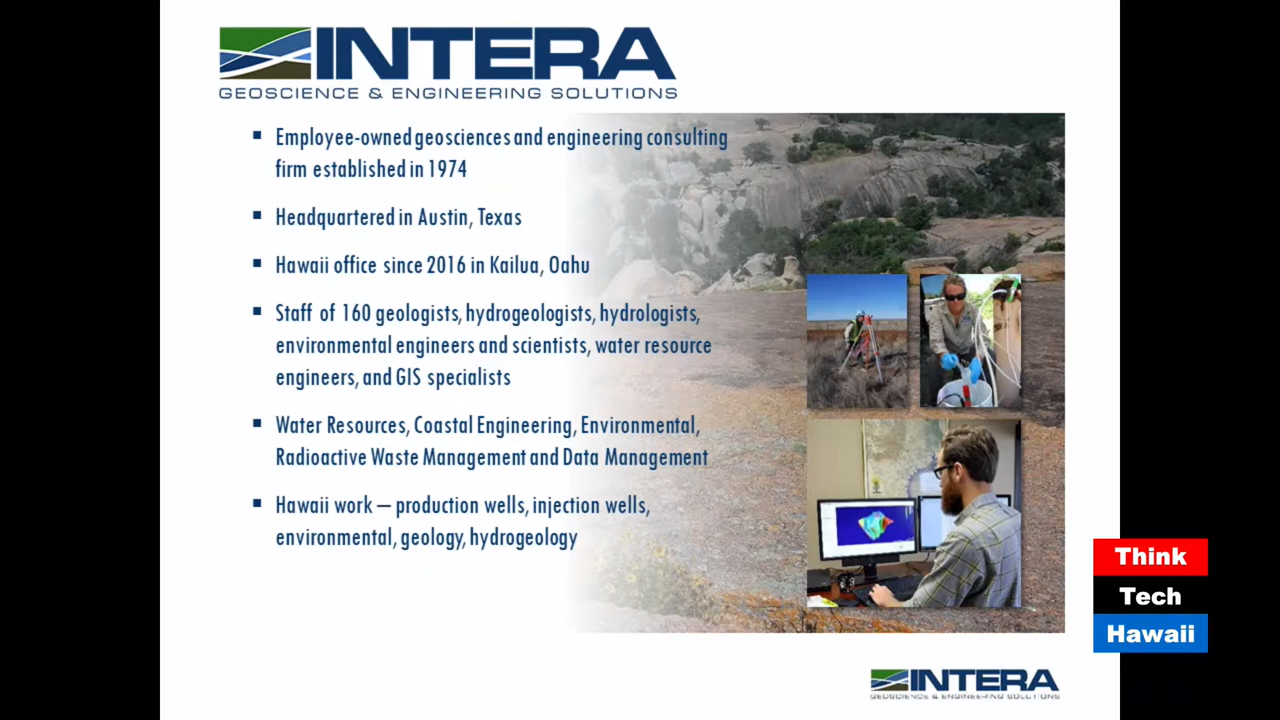 INTERA
GEOSCIENCE & ENGINEERING SOLUTIONS
Employee-owned geosciences and engineering consulting
firm established in 1974
Headquartered in Austin, Texas
Hawaii office since 2016 in Kailua, Oahu
Staff of 160 geologists, hydrogeologists, hydrologists,
environmental engineers and scientists, water resource
engineers, and GIS specialists
Water Resources, Coastal Engineering, Environmental,
Radioactive Waste Management and Data Management
Hawaii work – production wells, injection wells,
environmental, geology, hydrogeology
Think
Tech
Hawaii
INTERA
GEOSCIENCE & ENGINEERING SOLUTIONS